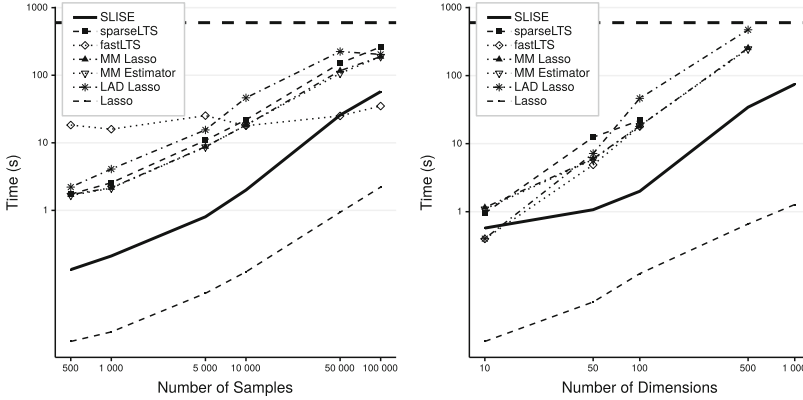 1000
100
10
1
Time (s)
SLISE
sparseLTS
fastLTS
MM Lasso
MM Estimator
LAD Lasso
Lasso
500
1 000
5 000
10 000
50 000
100 000
Number of Samples
1000
100
10
1
Time (s)
SLISE
sparseLTS
fastLTS
MM Lasso
MM Estimator
LAD Lasso
Lasso
10
50
100
500
1 000
Number of Dimensions